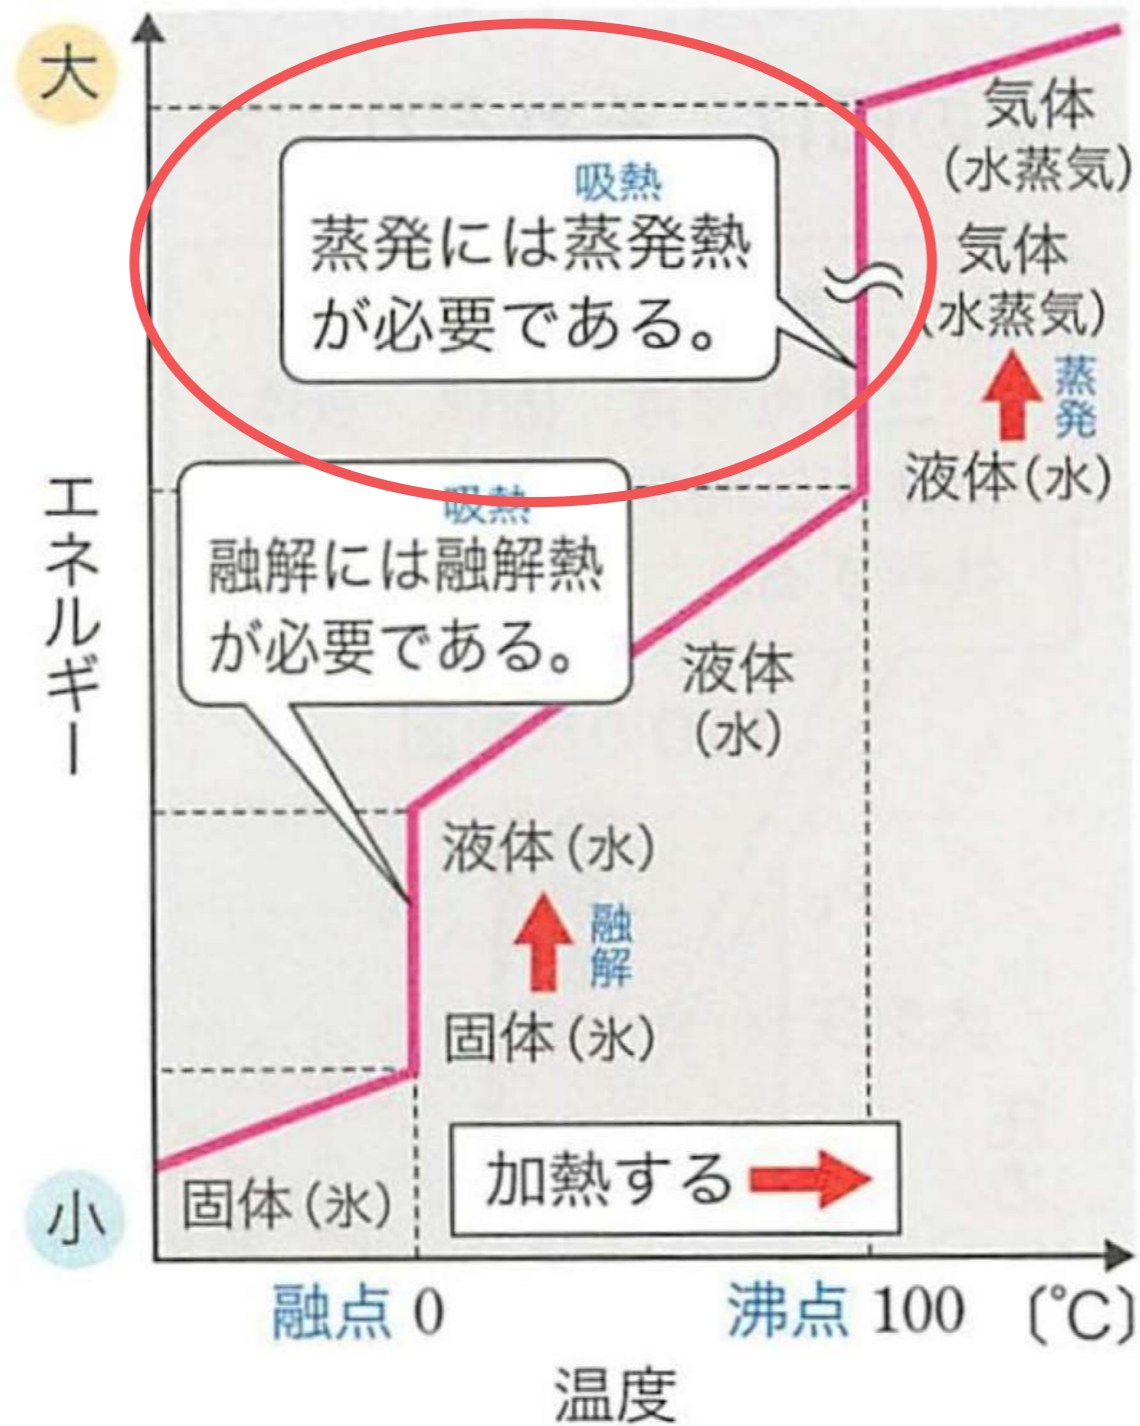 大
吸熱
蒸発には蒸発熱
が必要である。
気体
(水蒸気)
気体
(水蒸気)
蒸発
液体(水)
エネルギー
吸熱
融解には融解熱
が必要である。
液体
(水)
液体(水)
融解
固体(氷)
加熱する
小
固体(氷)
融点 0
沸点 100
〔℃〕
温度